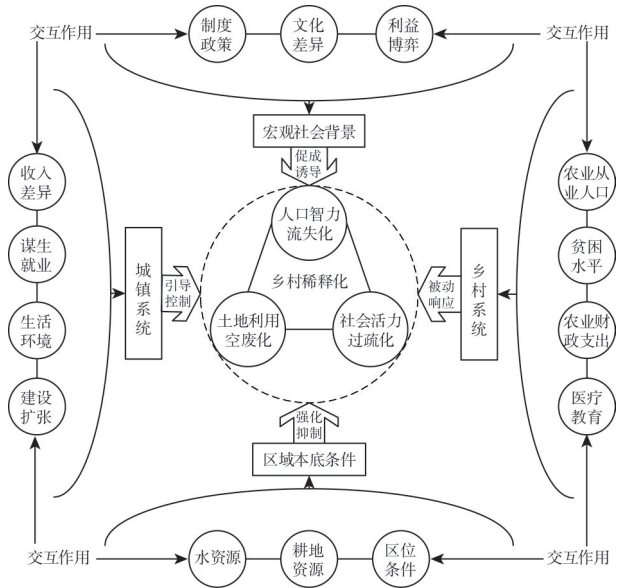 交互作用
制度
政策
文化
差异
利益
博弈
交互作用
宏观社会背景
促成
诱导
收入
差异
谋生
就业
生活
环境
建设
扩张
城镇系统
引导
控制
人口智力
流失化
乡村稀释化
土地利用
空废化
社会活力
过疏化
被动
响应
乡村系统
农业从
业人口
贫困
水平
农业财
政支出
医疗
教育
强化
抑制
区域本底条件
交互作用
水资源
耕地
资源
区位
条件
交互作用